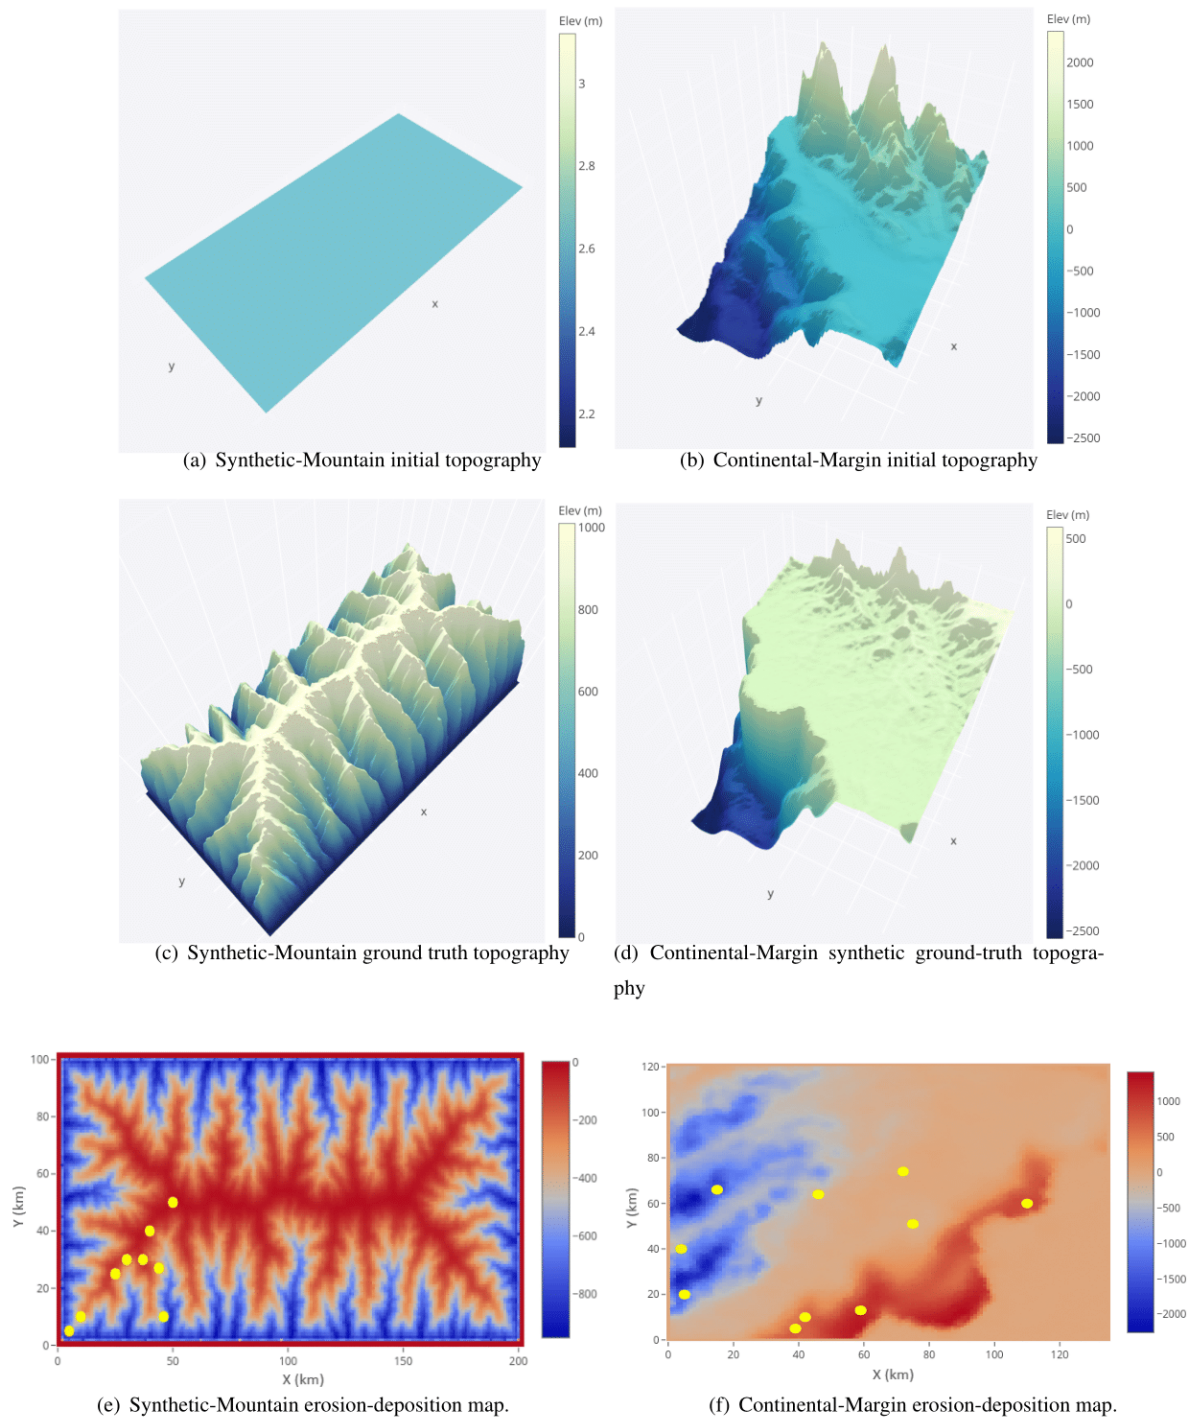 Elev (m)
3
2.8
2.6
2.4
2.2
x
y
(a) Synthetic-Mountain initial topography
Elev (m)
2000
1500
1000
500
0
−500
−1000
−1500
−2000
−2500
x
y
(b) Continental-Margin initial topography
Elev (m)
1000
800
600
400
200
0
x
y
(c) Synthetic-Mountain ground truth topography
Elev (m)
500
0
−500
−1000
−1500
−2000
−2500
x
y
(d) Continental-Margin synthetic ground-truth topogra-
phy
100
80
60
40
20
0
Y (km)
0 50 100 150 200
X (km)
0
−200
−400
−600
−800
(e) Synthetic-Mountain erosion-deposition map.
120
100
80
60
40
20
0
Y (km)
0 20 40 60 80 100 120
X (km)
1000
500
0
−500
−1000
−1500
−2000
(f) Continental-Margin erosion-deposition map.